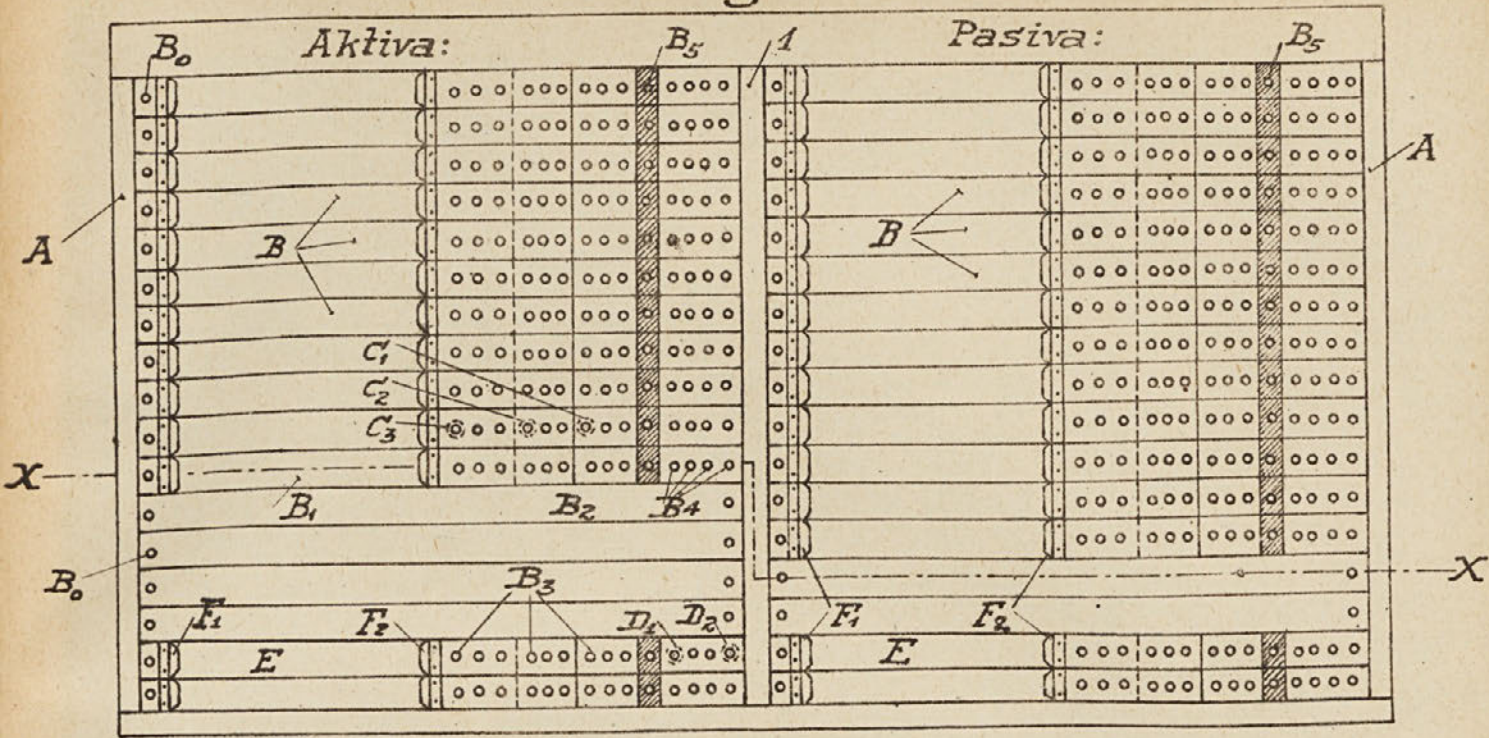 B₀ Aktiva: B₅ 1 Pasiva: B₅
A
A
B B
C₁
C₂
C₃
X
B₁ B₂ B4
B₀ B₃ X
F₁ F₂ D₁ D₂ F₁ F₂
E E